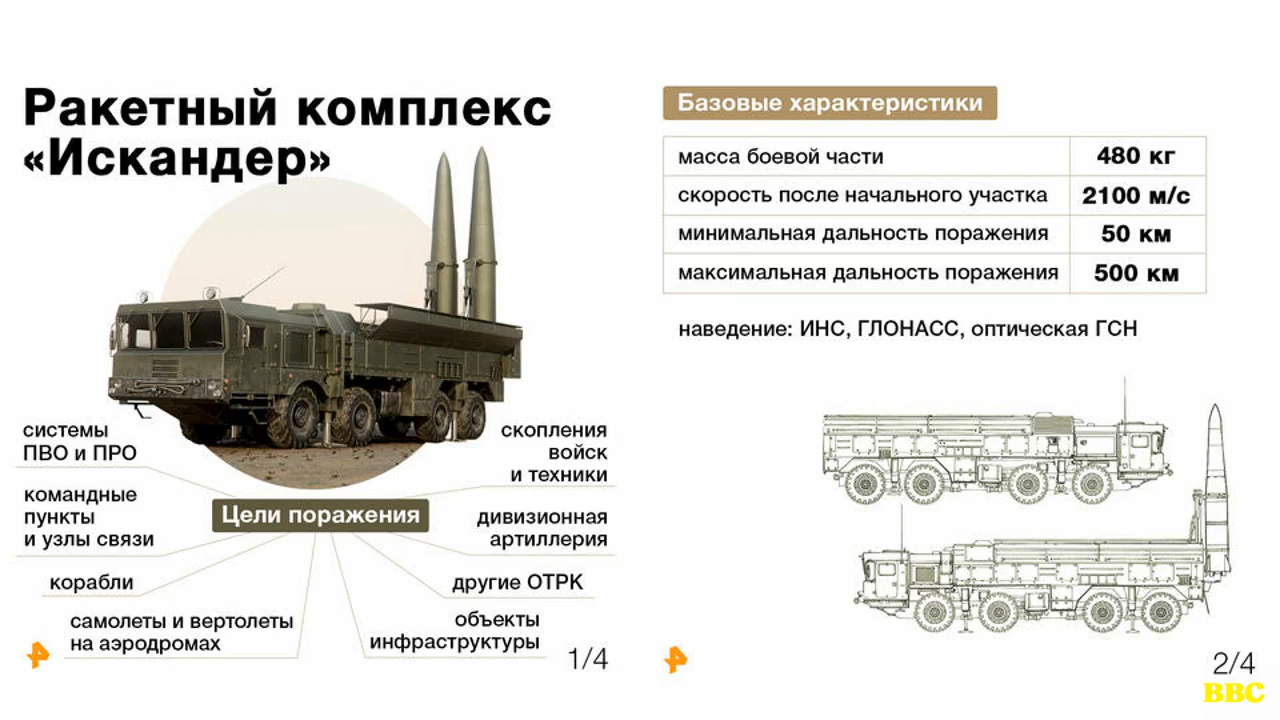 Ракетный комплекс
«Искандер»
системы
ПВО и ПРО
командные
пункты
и узлы связи
корабли
самолеты и вертолеты
на аэродромах
Цели поражения
скопления
войск
и техники
дивизионная
артиллерия
другие ОТРК
объекты
инфраструктуры
1/4
Базовые характеристики
масса боевой части 480 кг
скорость после начального участка 2100 м/с
минимальная дальность поражения 50 км
максимальная дальность поражения 500 км
наведение: ИНС, ГЛОНАСС, оптическая ГСН
2/4
BBC